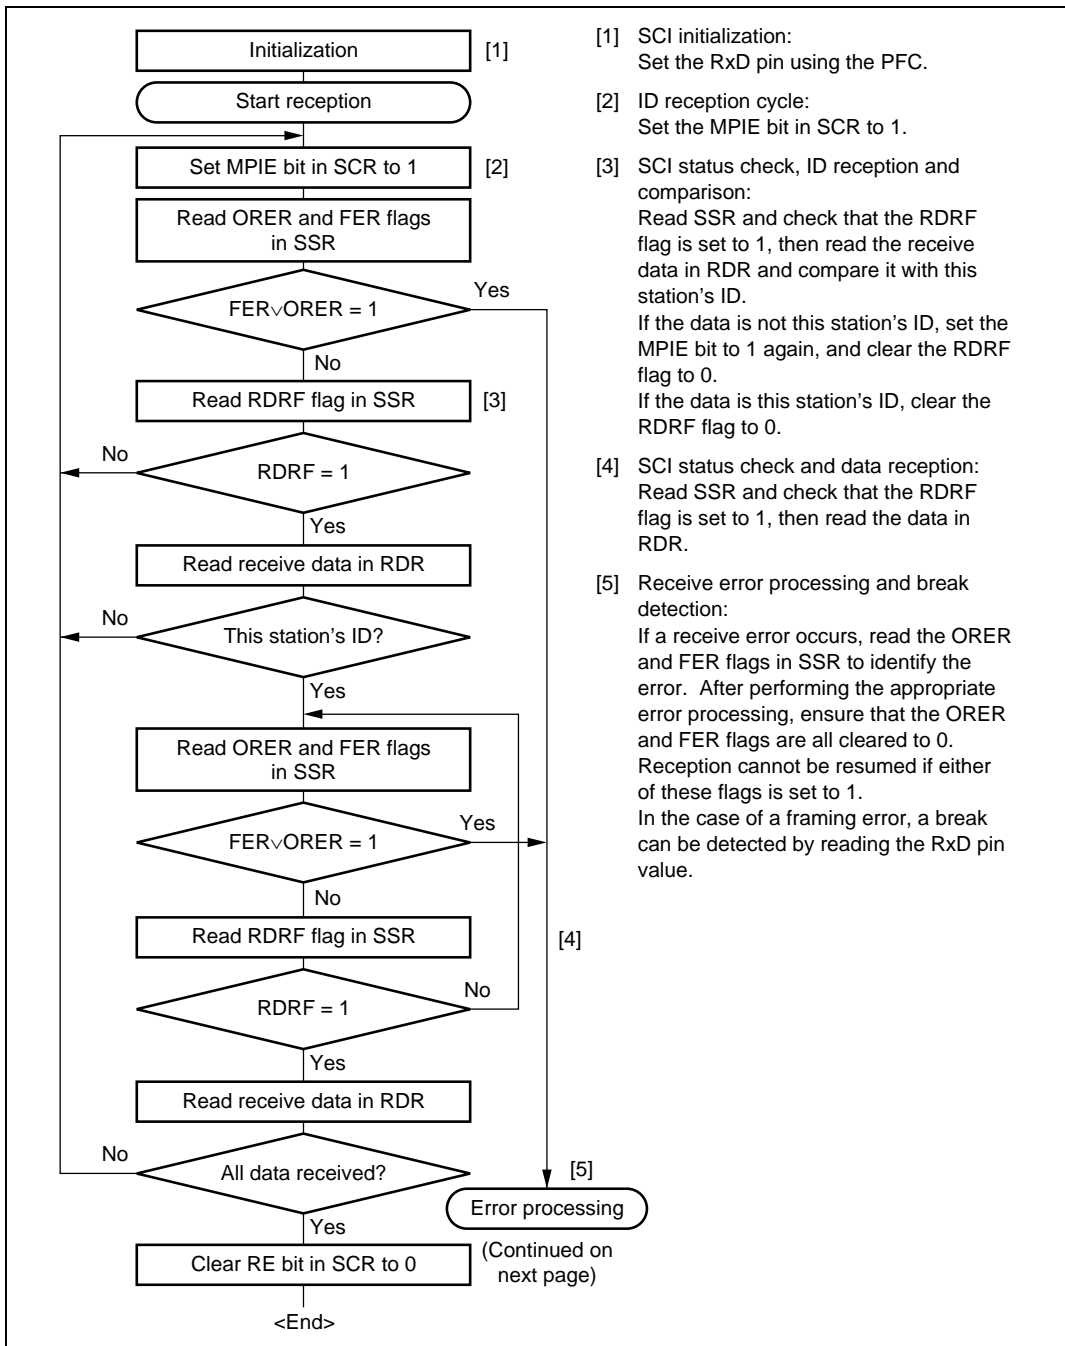 Initialization
[1]
Start reception
Set MPIE bit in SCR to 1
[2]
Read ORER and FER flags
in SSR
FER∨ORER = 1
Yes
No
Read RDRF flag in SSR
[3]
No
RDRF = 1
Yes
Read receive data in RDR
No
This station's ID?
Yes
Read ORER and FER flags
in SSR
FER∨ORER = 1
Yes
No
Read RDRF flag in SSR
[4]
RDRF = 1
No
Yes
Read receive data in RDR
No
All data received?
[5]
Error processing
Yes
Clear RE bit in SCR to 0
(Continued on
next page)
<End>
[1] SCI initialization:
Set the RxD pin using the PFC.
[2] ID reception cycle:
Set the MPIE bit in SCR to 1.
[3] SCI status check, ID reception and
comparison:
Read SSR and check that the RDRF
flag is set to 1, then read the receive
data in RDR and compare it with this
station's ID.
If the data is not this station's ID, set the
MPIE bit to 1 again, and clear the RDRF
flag to 0.
If the data is this station's ID, clear the
RDRF flag to 0.
[4] SCI status check and data reception:
Read SSR and check that the RDRF
flag is set to 1, then read the data in
RDR.
[5] Receive error processing and break
detection:
If a receive error occurs, read the ORER
and FER flags in SSR to identify the
error. After performing the appropriate
error processing, ensure that the ORER
and FER flags are all cleared to 0.
Reception cannot be resumed if either
of these flags is set to 1.
In the case of a framing error, a break
can be detected by reading the RxD pin
value.